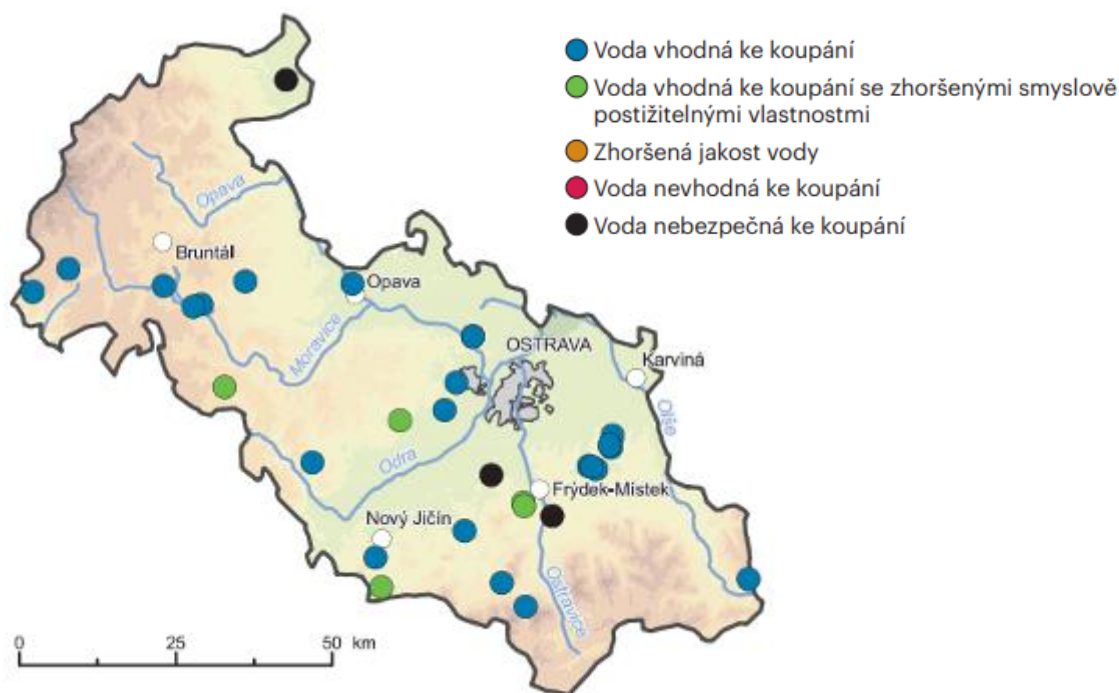 Voda vhodná ke koupání
Voda vhodná ke koupání se zhoršenými smyslově
postižitelnými vlastnostmi
Zhoršená jakost vody
Voda nevhodná ke koupání
Voda nebezpečná ke koupání
Opava
Bruntál
Opava
Moravice
OSTRAVA
Karviná
Olše
Odra
Frýdek-Místek
Nový Jičín
Ostravice
0 25 50 km